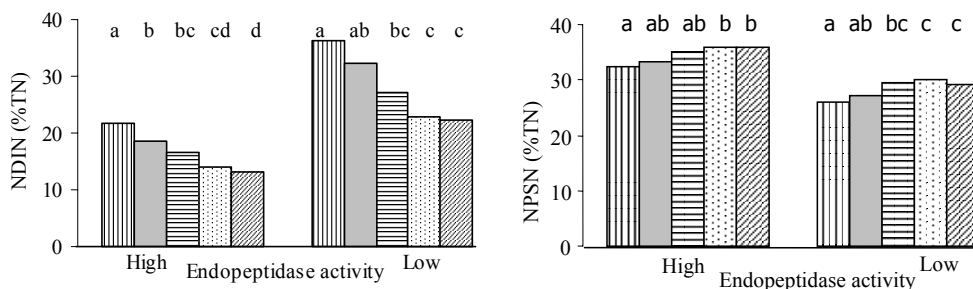 40
a b bc cd d a ab bc c c
30
20
10
0
NDIN (%TN)
High Endopeptidase activity Low
50
a ab ab b b a ab bc c c
40
30
20
10
0
NPSN (%TN)
High Low
Endopeptidase activity